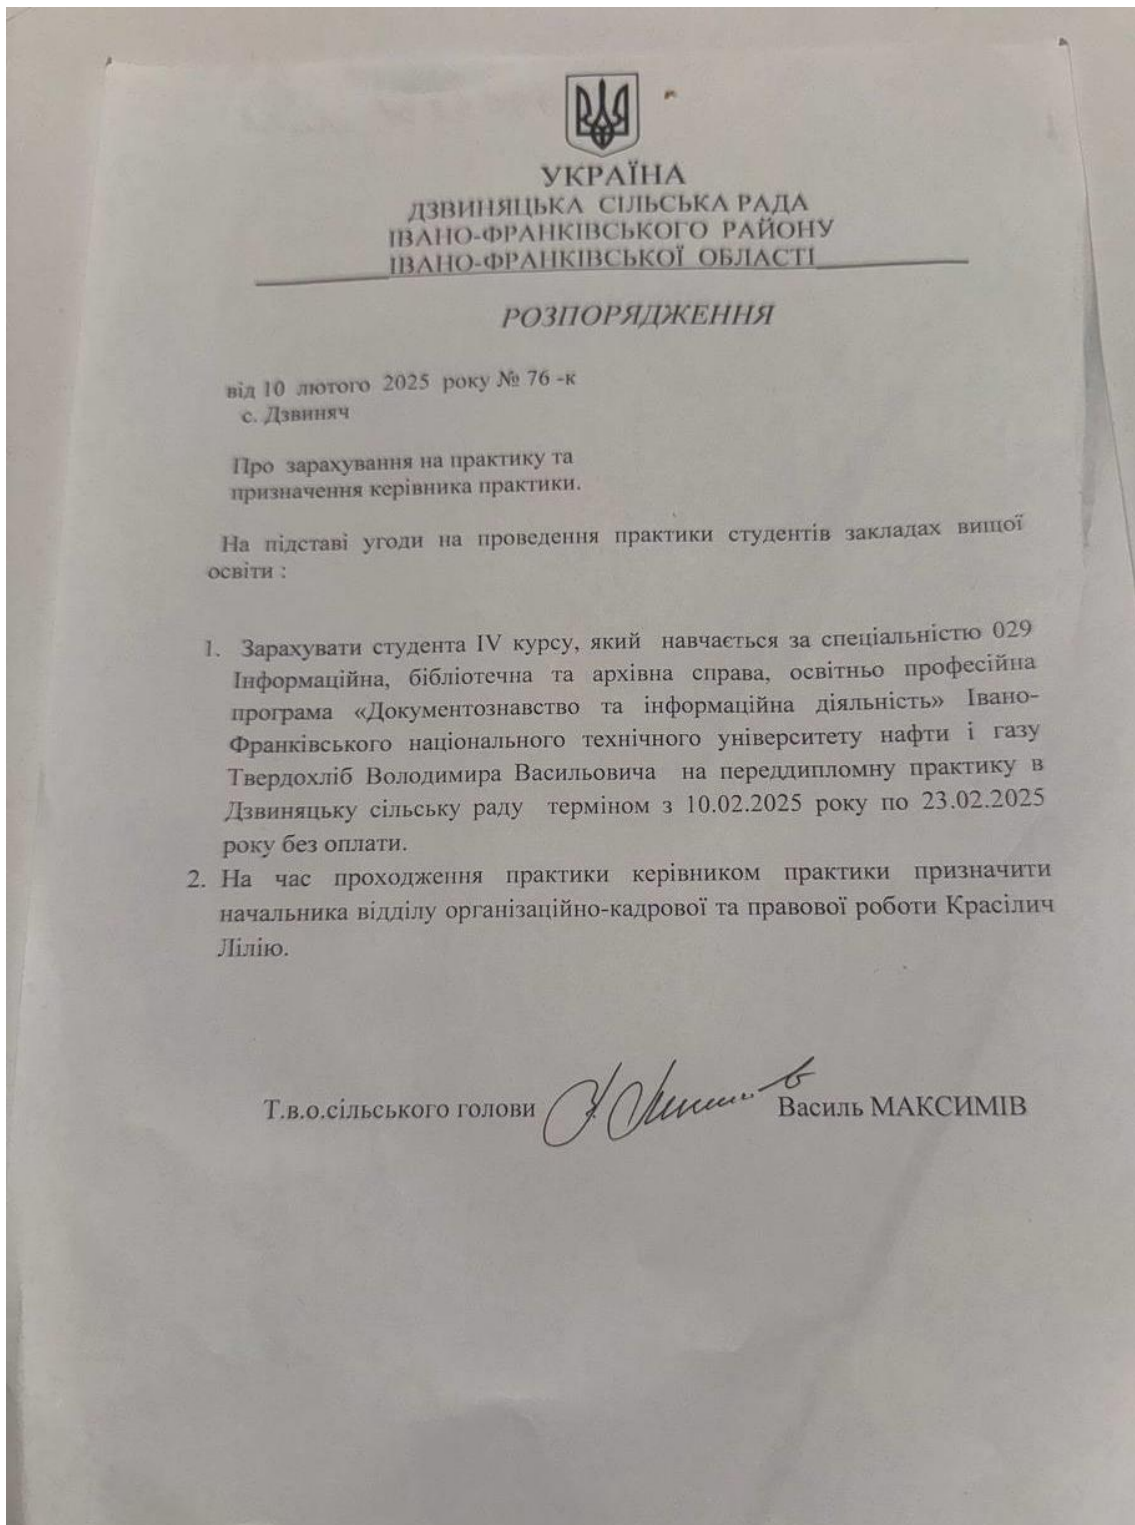 УКРАЇНА
ДЗВИНЯЦЬКА СІЛЬСЬКА РАДА
ІВАНО-ФРАНКІВСЬКОГО РАЙОНУ
ІВАНО-ФРАНКІВСЬКОЇ ОБЛАСТІ
РОЗПОРЯДЖЕННЯ
від 10 лютого 2025 року № 76 -к
с. Дзвиняч
Про зарахування на практику та
призначення керівника практики.
На підставі угоди на проведення практики студентів закладах вищої
освіти :
1. Зарахувати студента IV курсу, який навчається за спеціальністю 029
Інформаційна, бібліотечна та архівна справа, освітньо професійна
програма «Документознавство та інформаційна діяльність» Івано-
Франківського національного технічного університету нафти і газу
Твердохліб Володимира Васильовича на переддипломну практику в
Дзвиняцьку сільську раду терміном з 10.02.2025 року по 23.02.2025
року без оплати.
2. На час проходження практики керівником практики призначити
начальника відділу організаційно-кадрової та правової роботи Красілич
Лілію.
Т.в.о.сільського голови Василь МАКСИМІВ